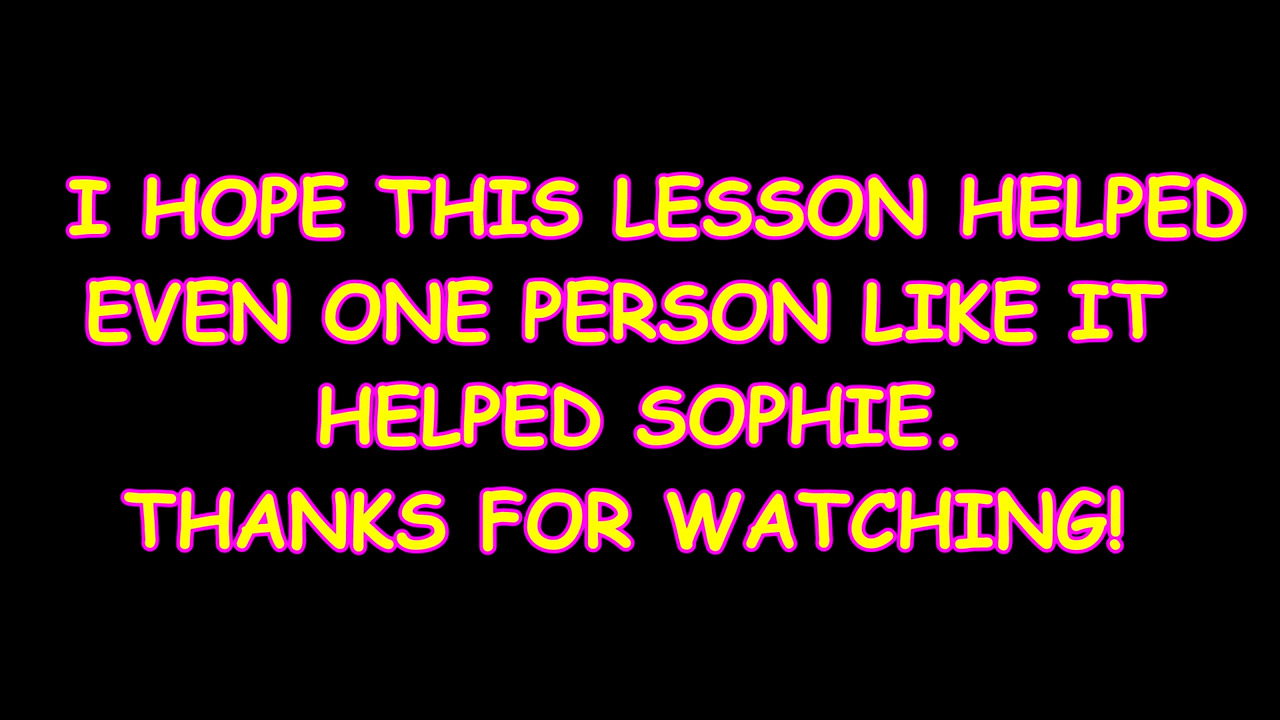 I HOPE THIS LESSON HELPED
EVEN ONE PERSON LIKE IT
HELPED SOPHIE.
THANKS FOR WATCHING!